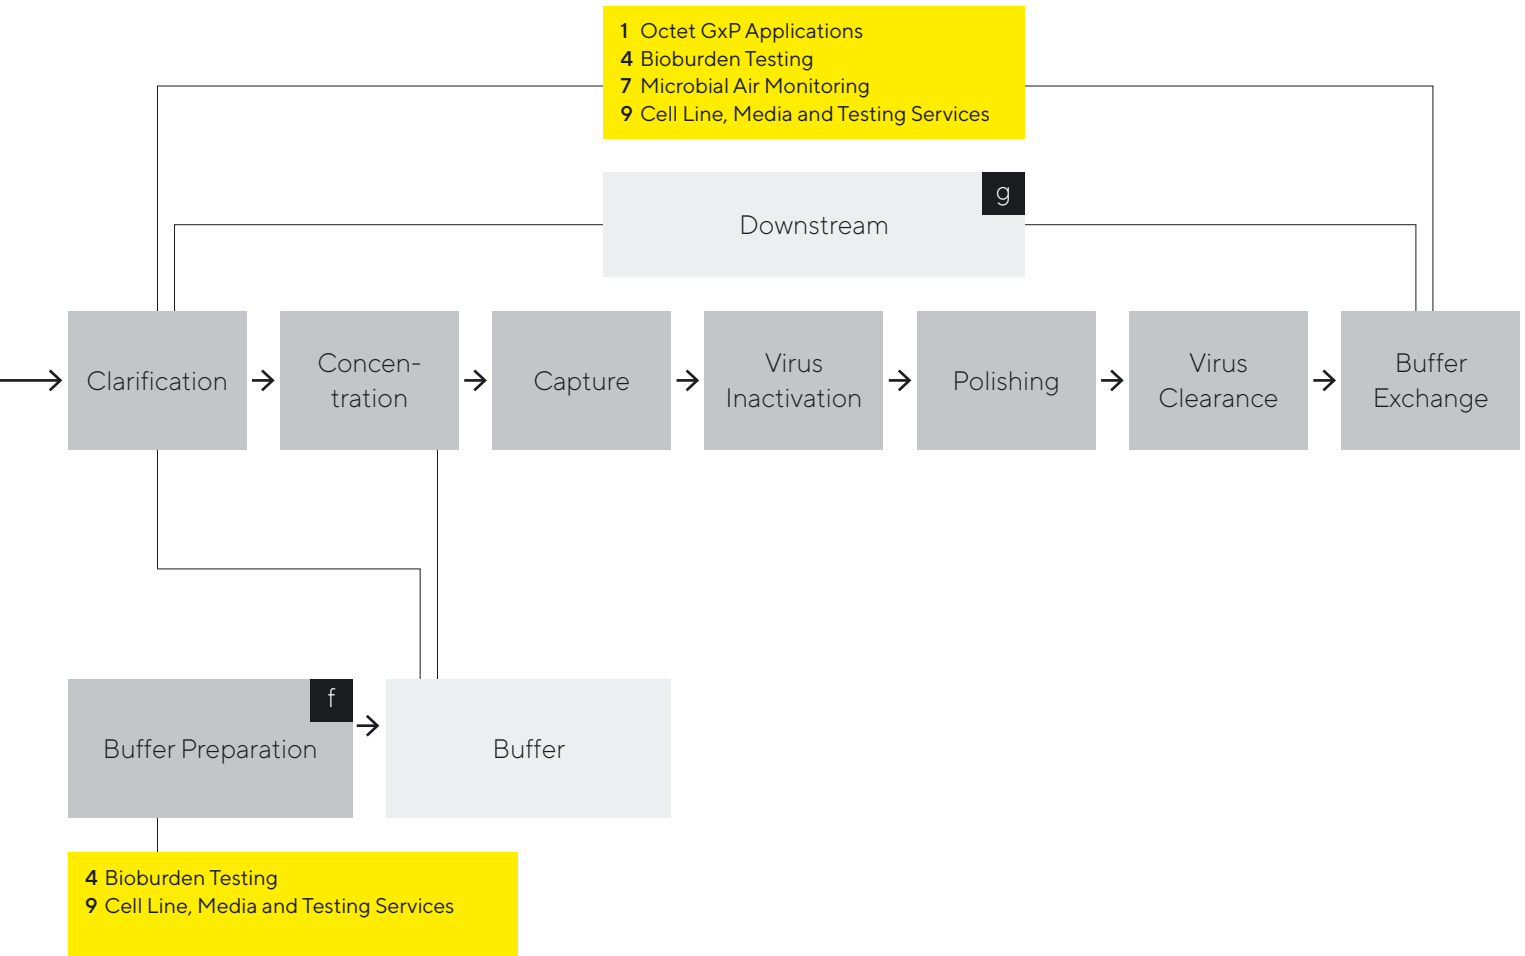 1 Octet GxP Applications
4 Bioburden Testing
7 Microbial Air Monitoring
9 Cell Line, Media and Testing Services
g
Downstream
Clarification
Concen-
tration
Capture
Virus
Inactivation
Polishing
Virus
Clearance
Buffer
Exchange
f
Buffer Preparation
Buffer
4 Bioburden Testing
9 Cell Line, Media and Testing Services